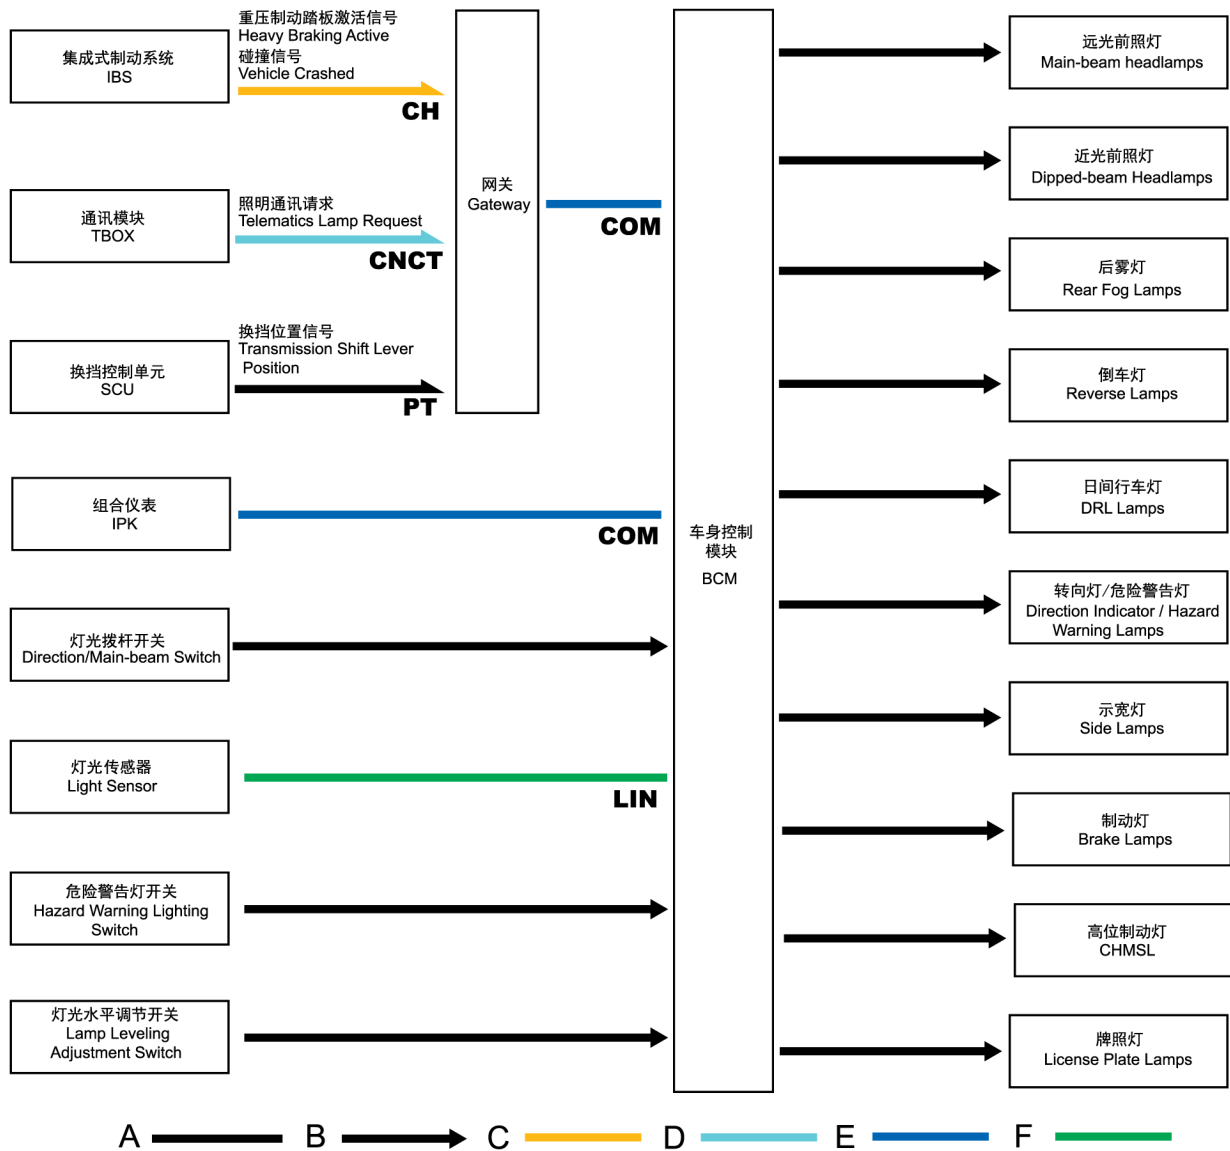 集成式制动系统
IBS
重压制动踏板激活信号
Heavy Braking Active
碰撞信号
Vehicle Crashed
CH
通讯模块
TBOX
照明通讯请求
Telematics Lamp Request
CNCT
换挡控制单元
SCU
换挡位置信号
Transmission Shift Lever
Position
PT
网关
Gateway
COM
组合仪表
IPK
COM
灯光拨杆开关
Direction/Main-beam Switch
灯光传感器
Light Sensor
LIN
危险警告灯开关
Hazard Warning Lighting
Switch
灯光水平调节开关
Lamp Leveling
Adjustment Switch
车身控制
模块
BCM
远光前照灯
Main-beam headlamps
近光前照灯
Dipped-beam Headlamps
后雾灯
Rear Fog Lamps
倒车灯
Reverse Lamps
日间行车灯
DRL Lamps
转向灯/危险警告灯
Direction Indicator / Hazard
Warning Lamps
示宽灯
Side Lamps
制动灯
Brake Lamps
高位制动灯
CHMSL
牌照灯
License Plate Lamps
A B C D E F